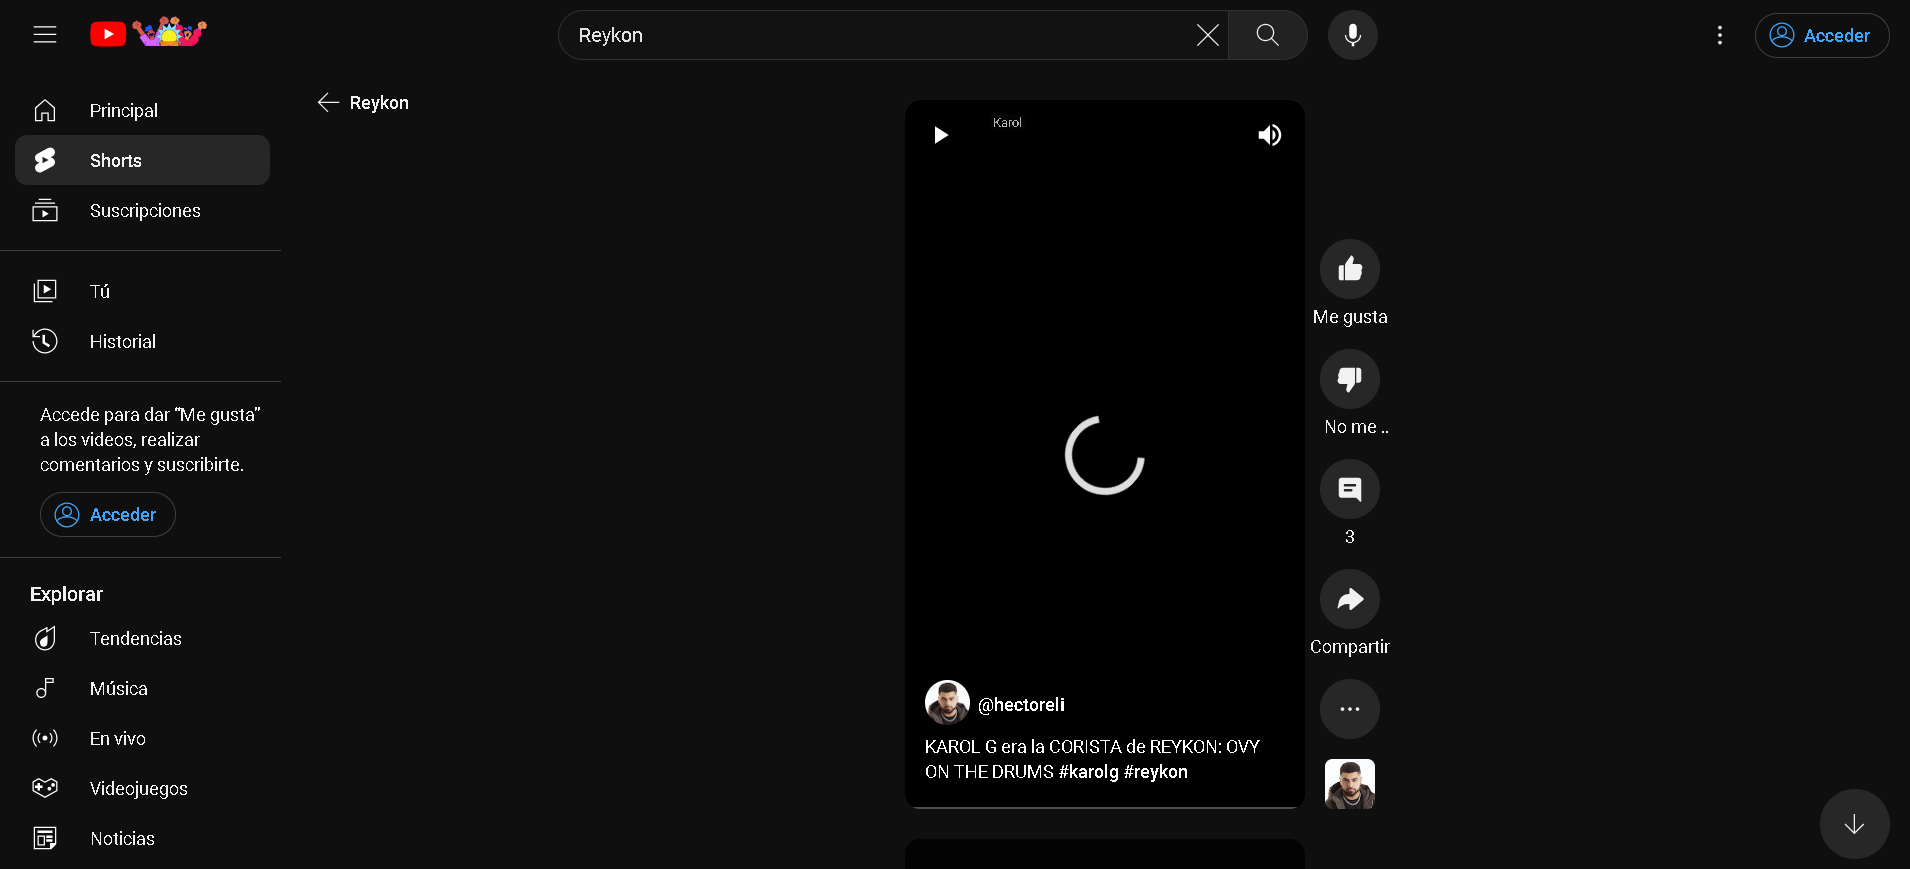 Reykon
Acceder
Principal
Shorts
Suscripciones
Tú
Historial
Accede para dar “Me gusta”
a los videos, realizar
comentarios y suscribirte.
Acceder
Explorar
Tendencias
Música
En vivo
Videojuegos
Noticias
Reykon
Karol
@hectoreli
KAROL G era la CORISTA de REYKON: OVY
ON THE DRUMS #karolg #reykon
Me gusta
No me ..
3
Compartir